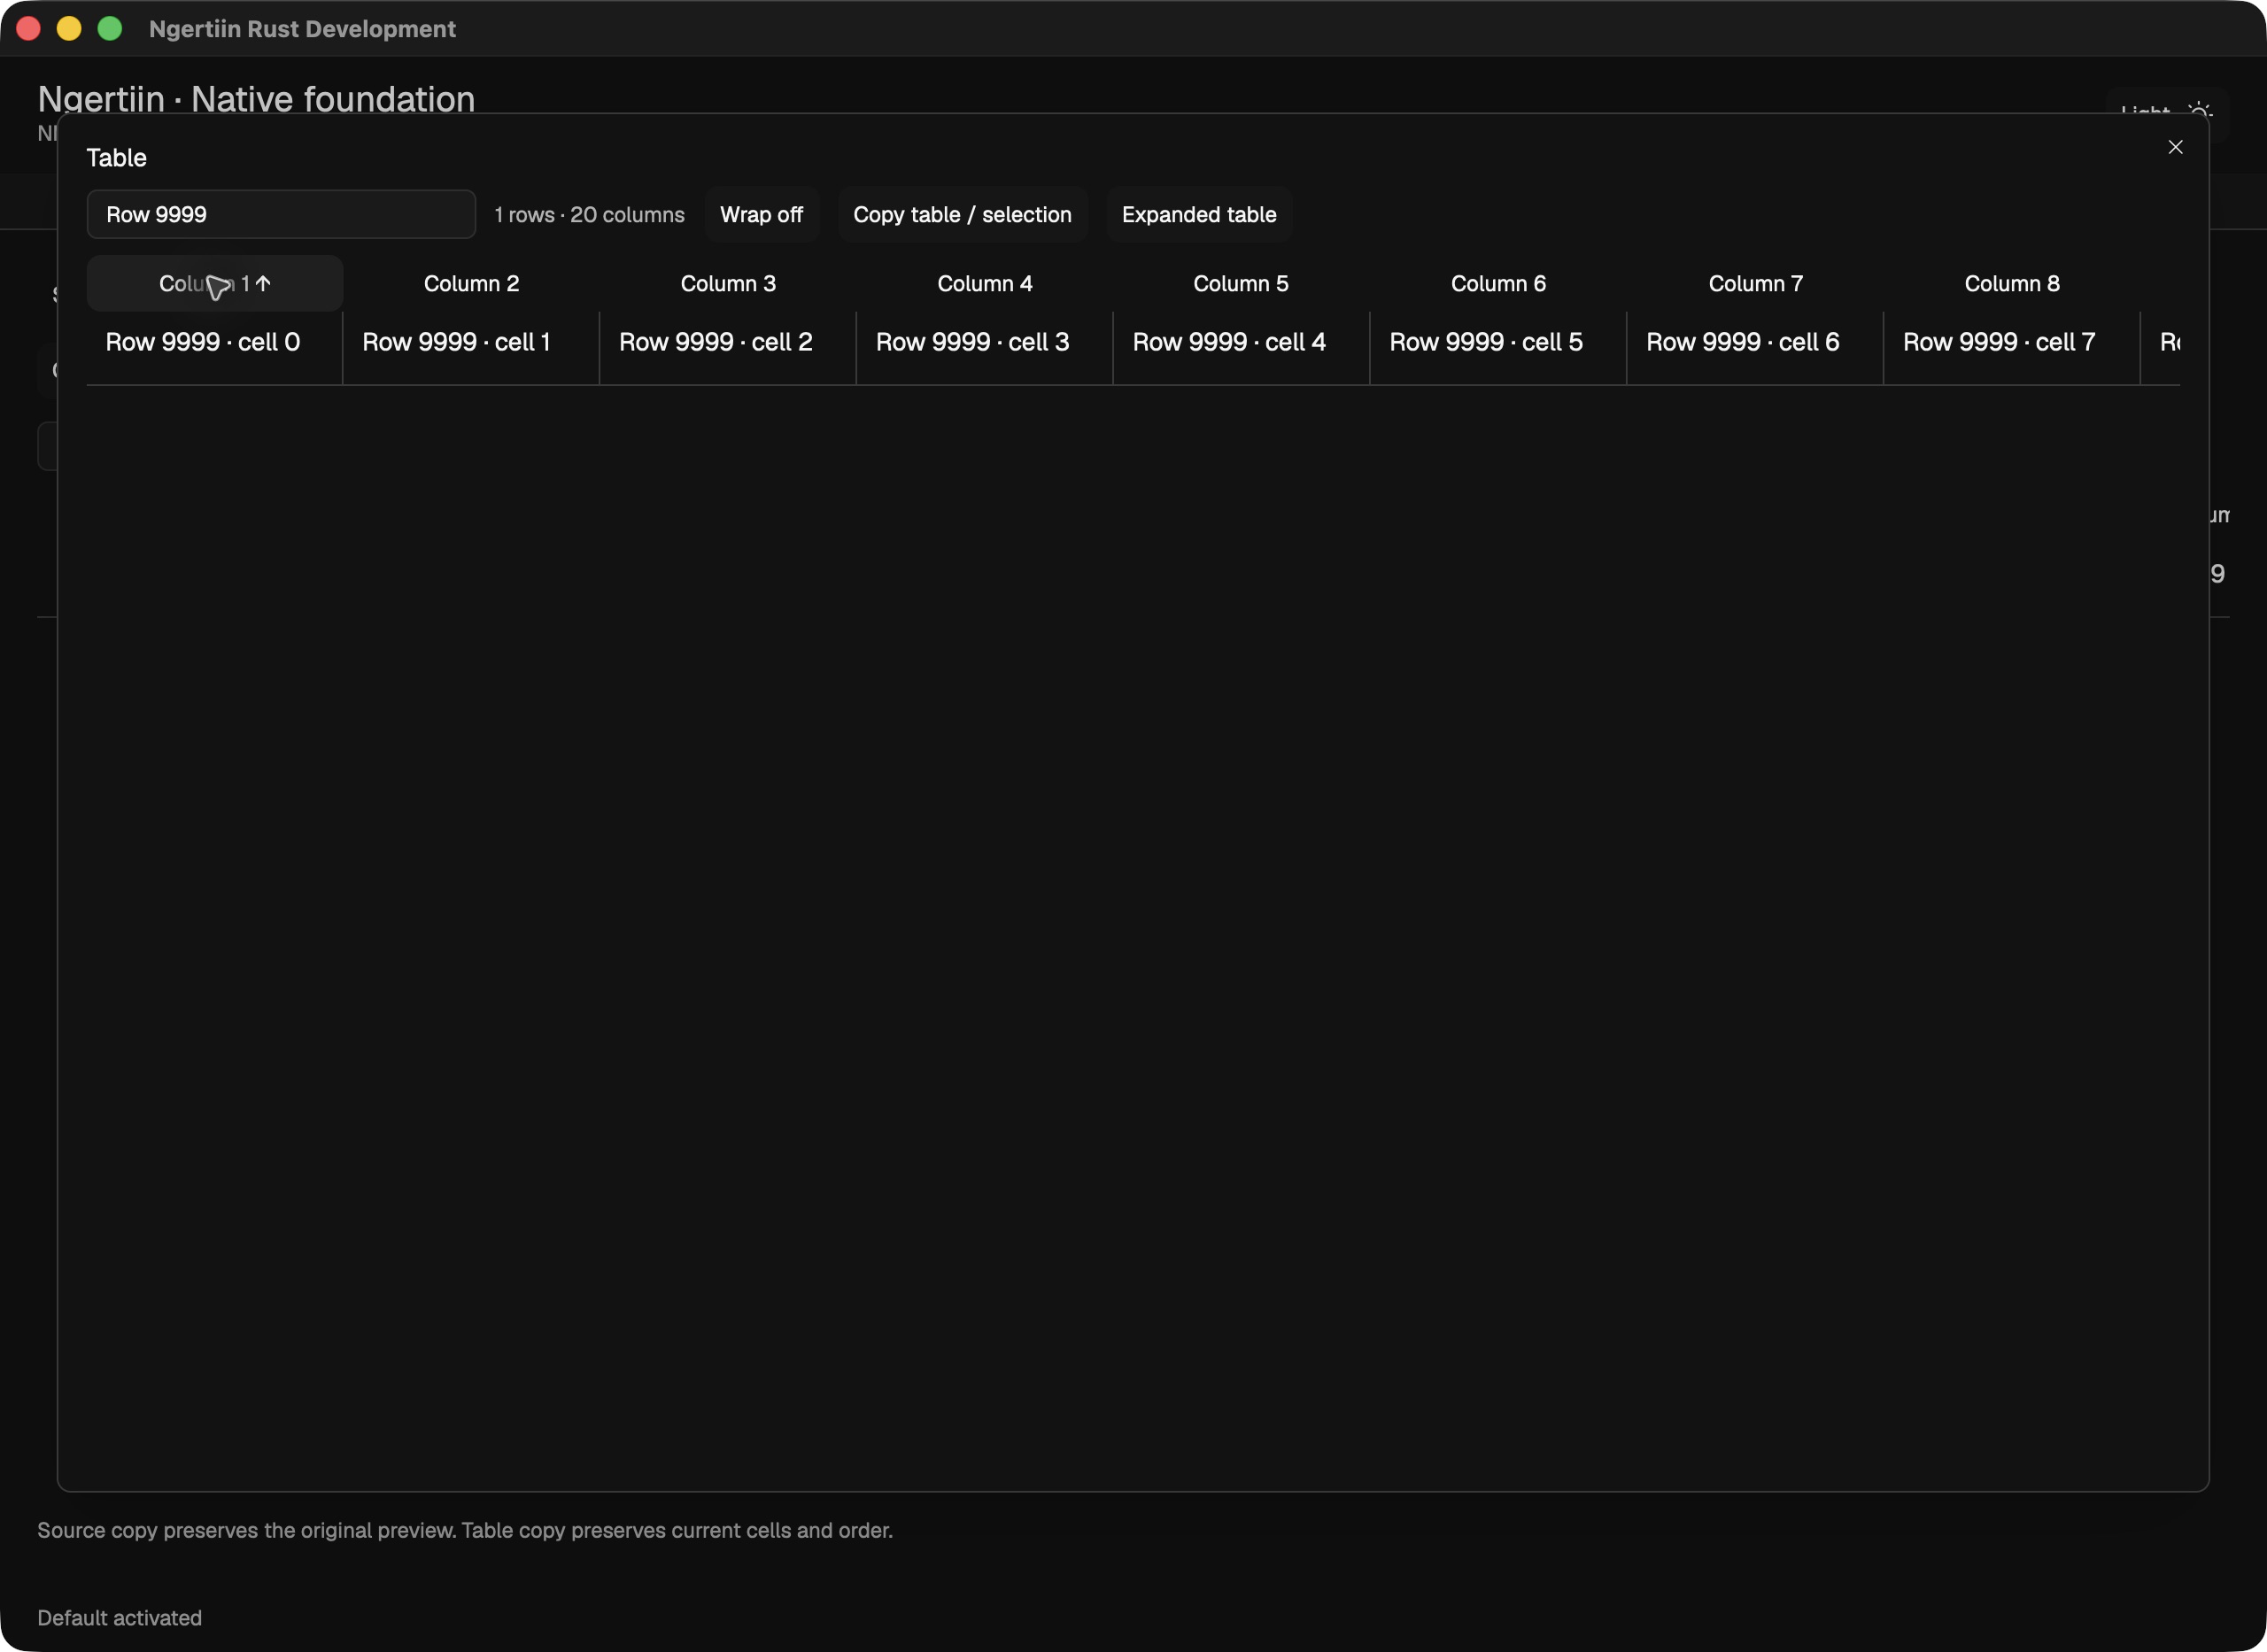 Ngertiin Rust Development
Ngertiin · Native foundation
Light
Table
Row 9999
1 rows · 20 columns
Wrap off
Copy table / selection
Expanded table
Column 1 Column 2 Column 3 Column 4 Column 5 Column 6 Column 7 Column 8
Row 9999 · cell 0 Row 9999 · cell 1 Row 9999 · cell 2 Row 9999 · cell 3 Row 9999 · cell 4 Row 9999 · cell 5 Row 9999 · cell 6 Row 9999 · cell 7
9
Source copy preserves the original preview. Table copy preserves current cells and order.
Default activated